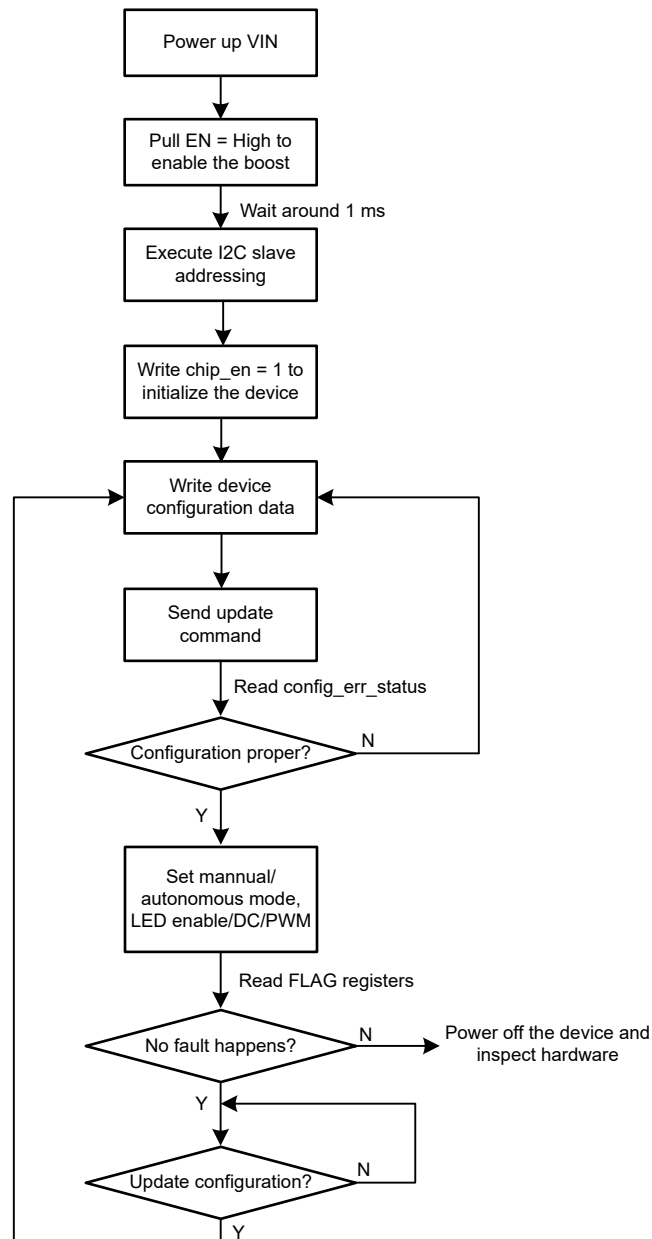 Power up VIN
Pull EN = High to
enable the boost
Wait around 1 ms
Execute I2C slave
addressing
Write chip_en = 1 to
initialize the device
Write device
configuration data
Send update
command
Read config_err_status
Configuration proper?
N
Y
Set mannual/
autonomous mode,
LED enable/DC/PWM
Read FLAG registers
No fault happens?
N
Power off the device and
inspect hardware
Y
Update configuration?
N
Y